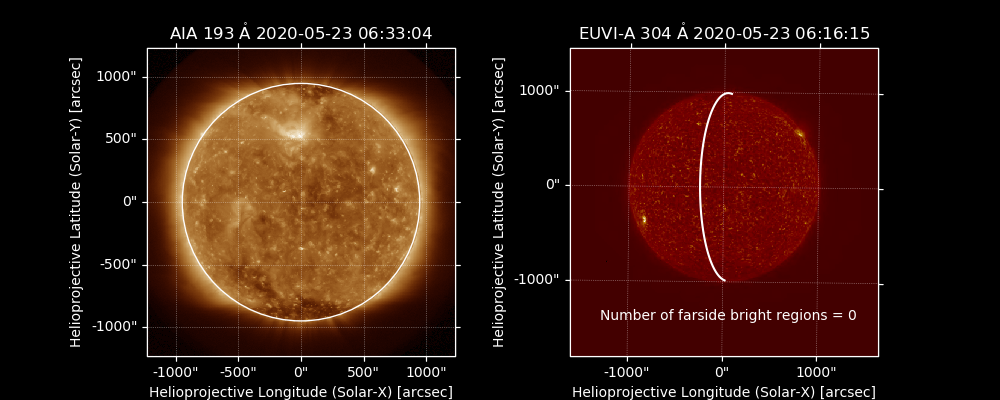 AIA 193 Å 2020-05-23 06:33:04
Helioprojective Latitude (Solar-Y) [arcsec]
1000"
500"
0"
-500"
-1000"
-1000"
-500"
0"
500"
1000"
Helioprojective Longitude (Solar-X) [arcsec]
EUVI-A 304 Å 2020-05-23 06:16:15
Helioprojective Latitude (Solar-Y) [arcsec]
1000"
0"
-1000"
Number of farside bright regions = 0
-1000"
0"
1000"
Helioprojective Longitude (Solar-X) [arcsec]